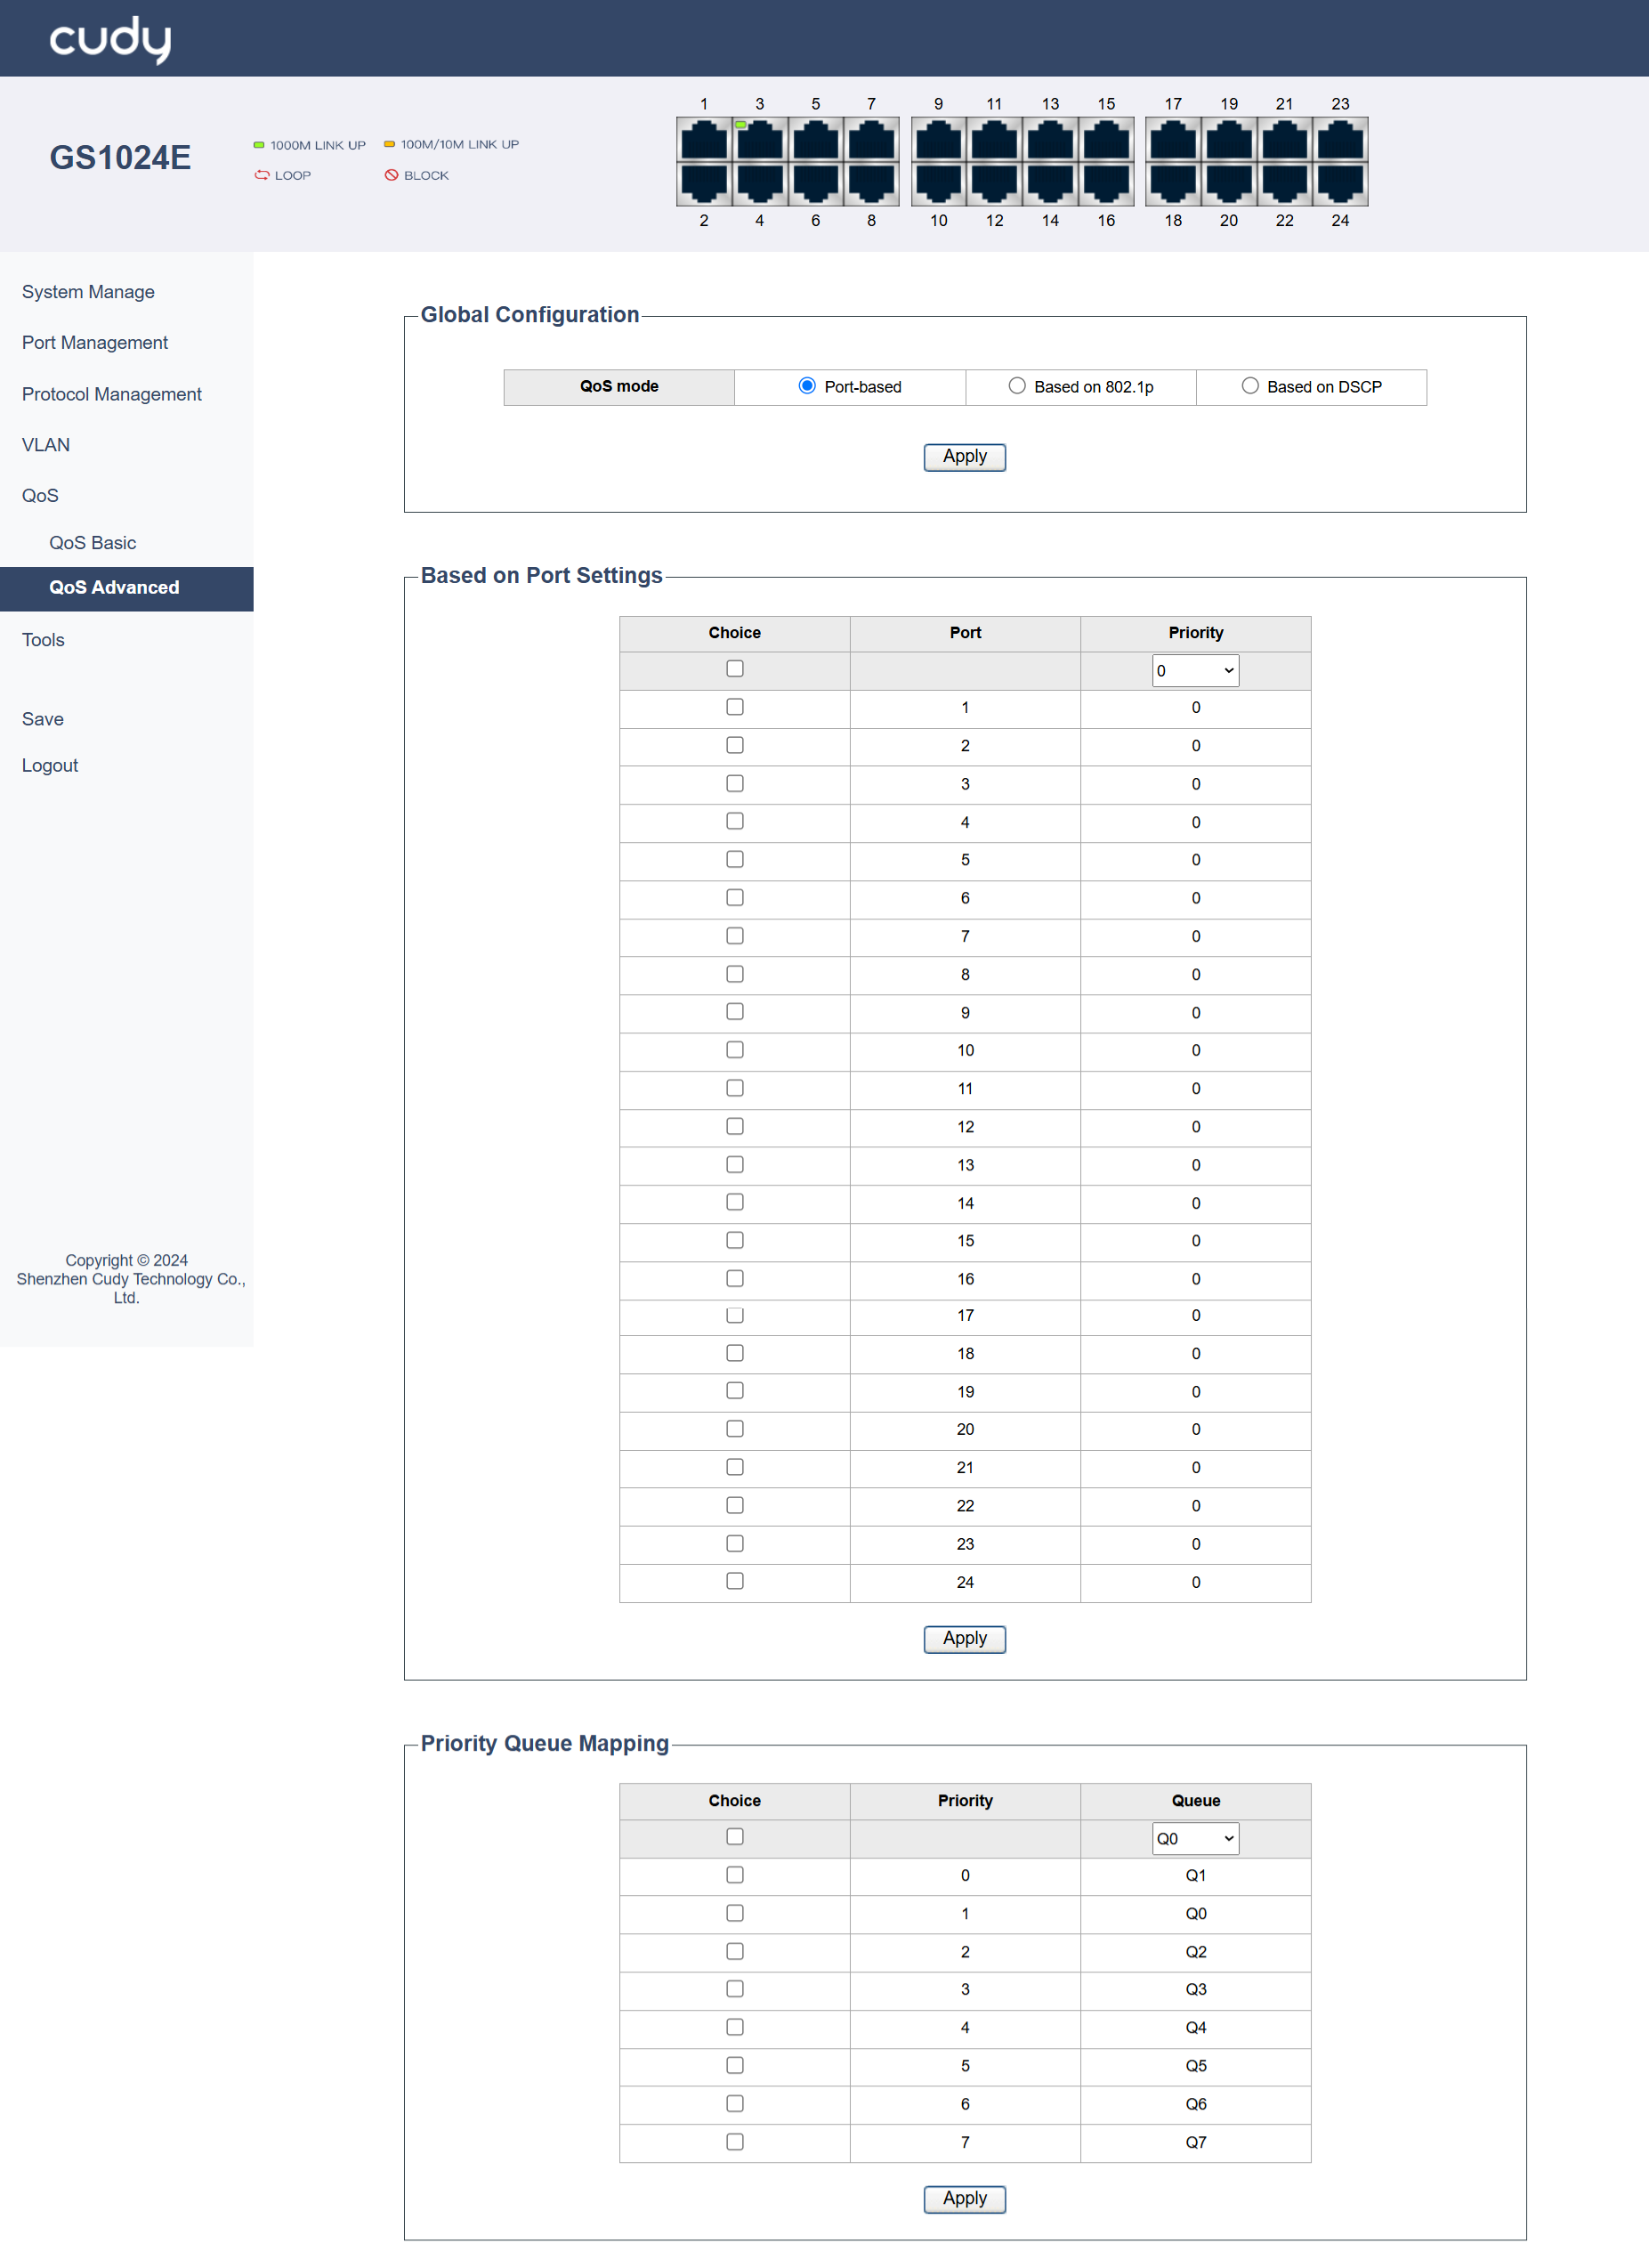 cudy
GS1024E
1000M LINK UP 100M/10M LINK UP
LOOP BLOCK
1 3 5 7 9 11 13 15 17 19 21 23
2 4 6 8 10 12 14 16 18 20 22 24
System Manage
Port Management
Protocol Management
VLAN
QoS
QoS Basic
QoS Advanced
Tools
Save
Logout
Copyright © 2024
Shenzhen Cudy Technology Co.,
Ltd.
Global Configuration
QoS mode Port-based Based on 802.1p Based on DSCP
Apply
Based on Port Settings
Choice Port Priority
0
1 0
2 0
3 0
4 0
5 0
6 0
7 0
8 0
9 0
10 0
11 0
12 0
13 0
14 0
15 0
16 0
17 0
18 0
19 0
20 0
21 0
22 0
23 0
24 0
Apply
Priority Queue Mapping
Choice Priority Queue
Q0
0 Q1
1 Q0
2 Q2
3 Q3
4 Q4
5 Q5
6 Q6
7 Q7
Apply